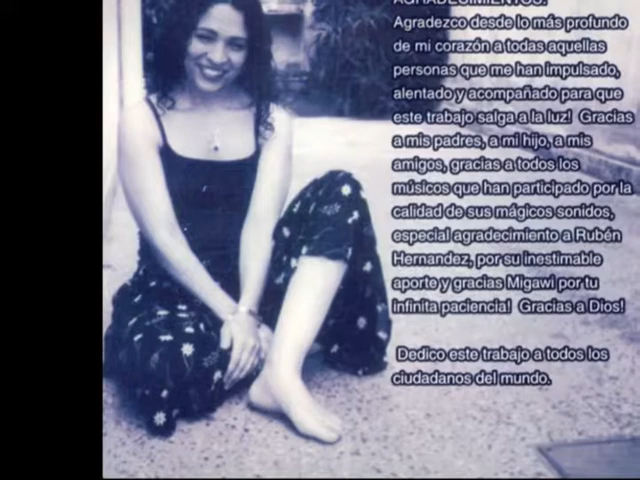 AGRADECIMIENTOS:
Agradezco desde lo más profundo
de mi corazón a todas aquellas
personas que me han impulsado,
alentado y acompañado para que
este trabajo salga a la luz! Gracias
a mis padres, a mi hijo, a mis
amigos, gracias a todos los
músicos que han participado por la
calidad de sus mágicos sonidos,
especial agradecimiento a Rubén
Hernandez, por su inestimable
aporte y gracias Migawi por tu
infinita paciencia! Gracias a Dios!
Dedico este trabajo a todos los
ciudadanos del mundo.